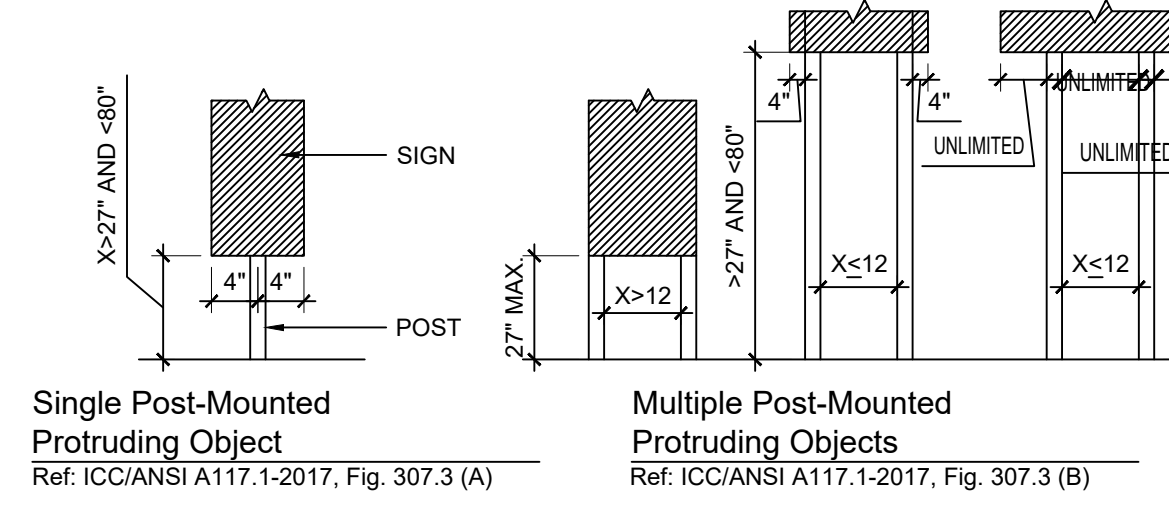 X>27" AND <80"
SIGN
4"
4"
POST
27" MAX.
X>12
>27" AND <80"
4"
4"
X≤12
UNLIMITED
UNLIMITED
UNLIMITED
X≤12
Single Post-Mounted
Protruding Object
Ref: ICC/ANSI A117.1-2017, Fig. 307.3 (A)
Multiple Post-Mounted
Protruding Objects
Ref: ICC/ANSI A117.1-2017, Fig. 307.3 (B)